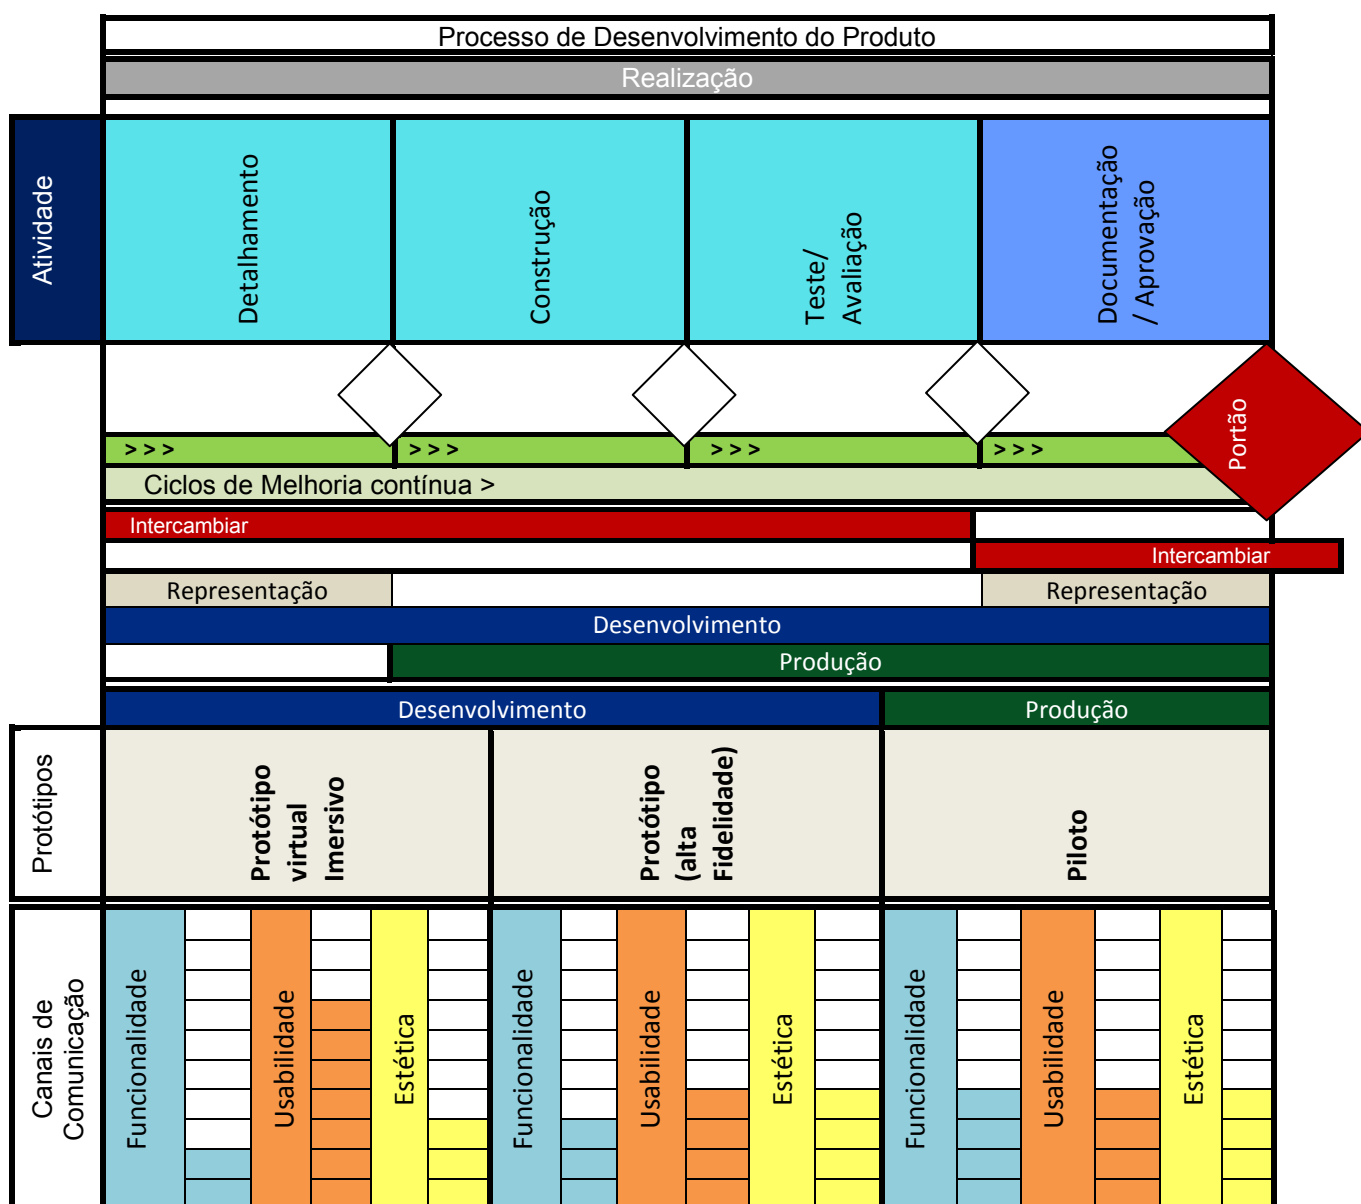 Processo de Desenvolvimento do Produto
Realização
Atividade
Detalhamento
Construção
Teste/
Avaliação
Documentação
/ Aprovação
Portão
> > >
> > >
> > >
> > >
Ciclos de Melhoria contínua >
Intercambiar
Intercambiar
Representação
Representação
Desenvolvimento
Produção
Desenvolvimento
Produção
Protótipos
Protótipo
virtual
Imersivo
Protótipo
(alta
Fidelidade)
Piloto
Canais de
Comunicação
Funcionalidade
Usabilidade
Estética
Funcionalidade
Usabilidade
Estética
Funcionalidade
Usabilidade
Estética